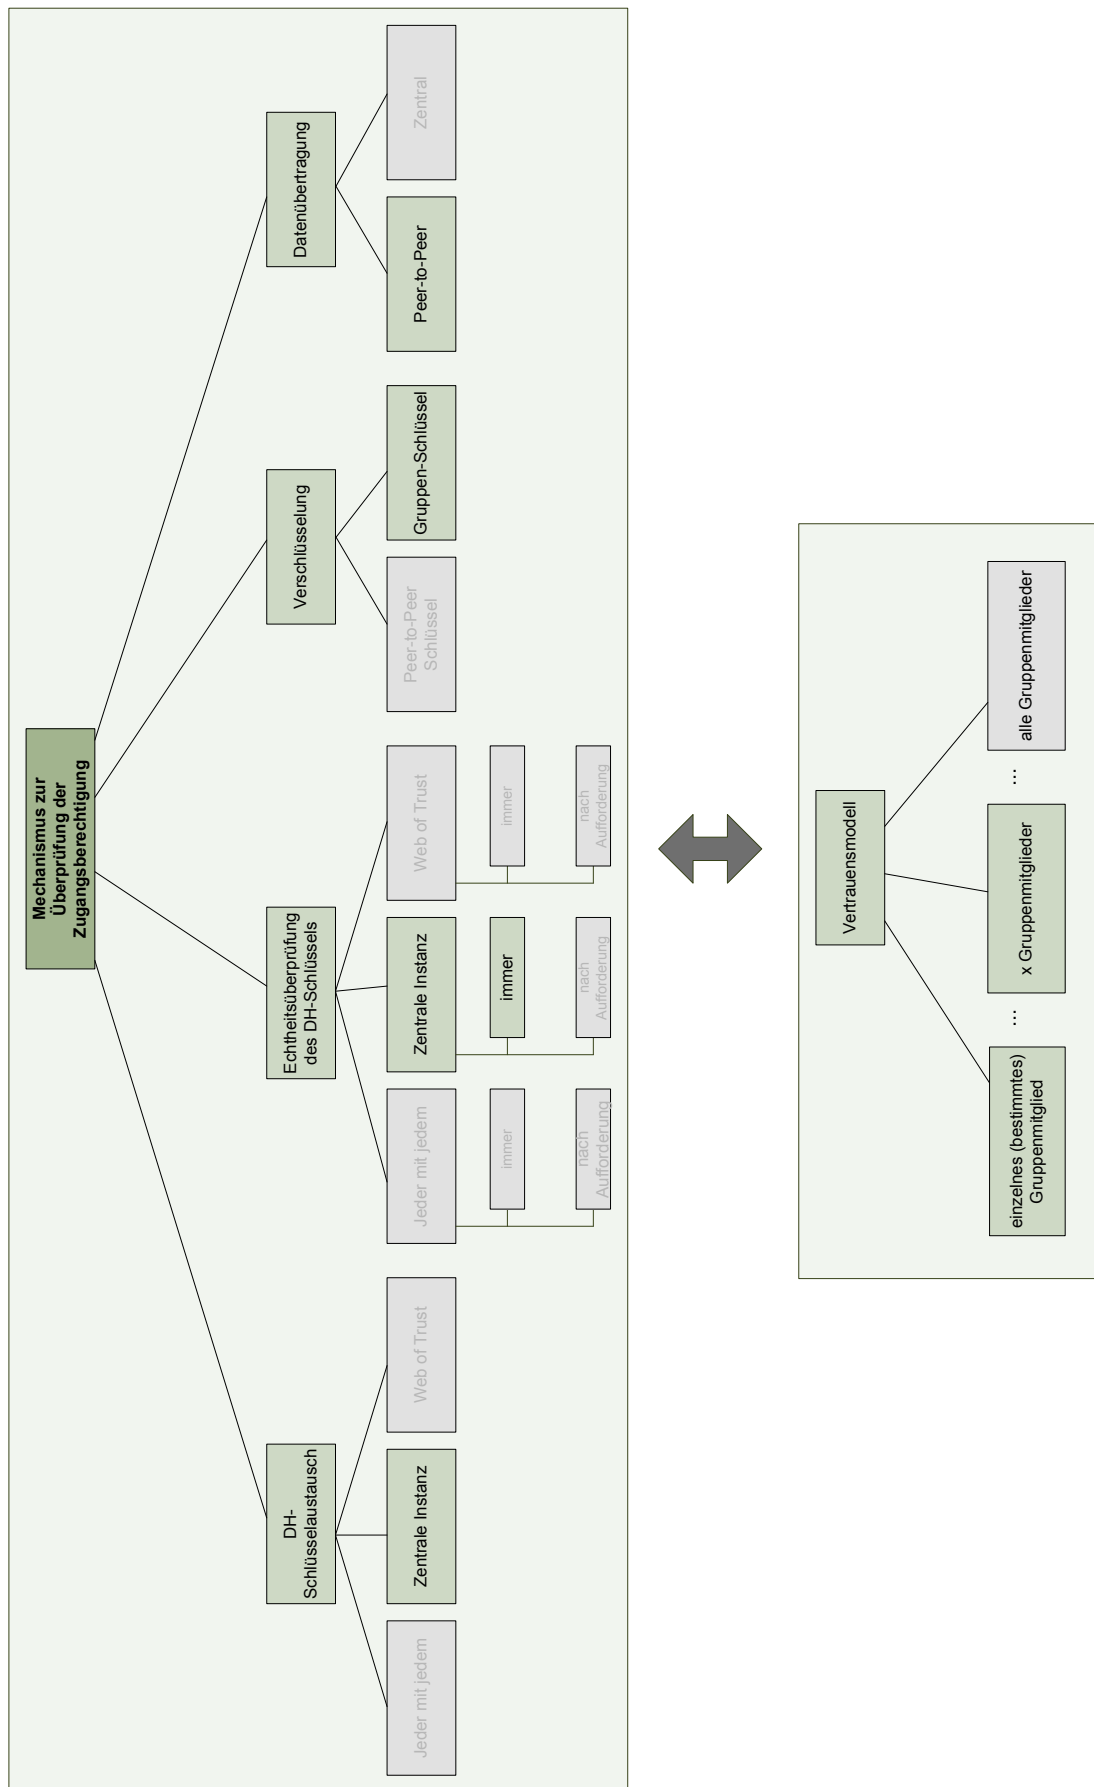 Mechanismus zur
Überprüfung der
Zugangsberechtigung
DH-
Schlüsselaustausch
Echtheitsüberprüfung
des DH-Schlüssels
Verschlüsselung
Datenübertragung
Jeder mit jedem
Zentrale Instanz
Web of Trust
Jeder mit jedem
Zentrale Instanz
Web of Trust
Peer-to-Peer
Schlüssel
Gruppen-Schlüssel
Peer-to-Peer
Zentral
immer
immer
immer
nach
Aufforderung
nach
Aufforderung
nach
Aufforderung
Vertrauensmodell
einzelnes (bestimmtes)
Gruppenmitglied
...
x Gruppenmitglieder
...
alle Gruppenmitglieder